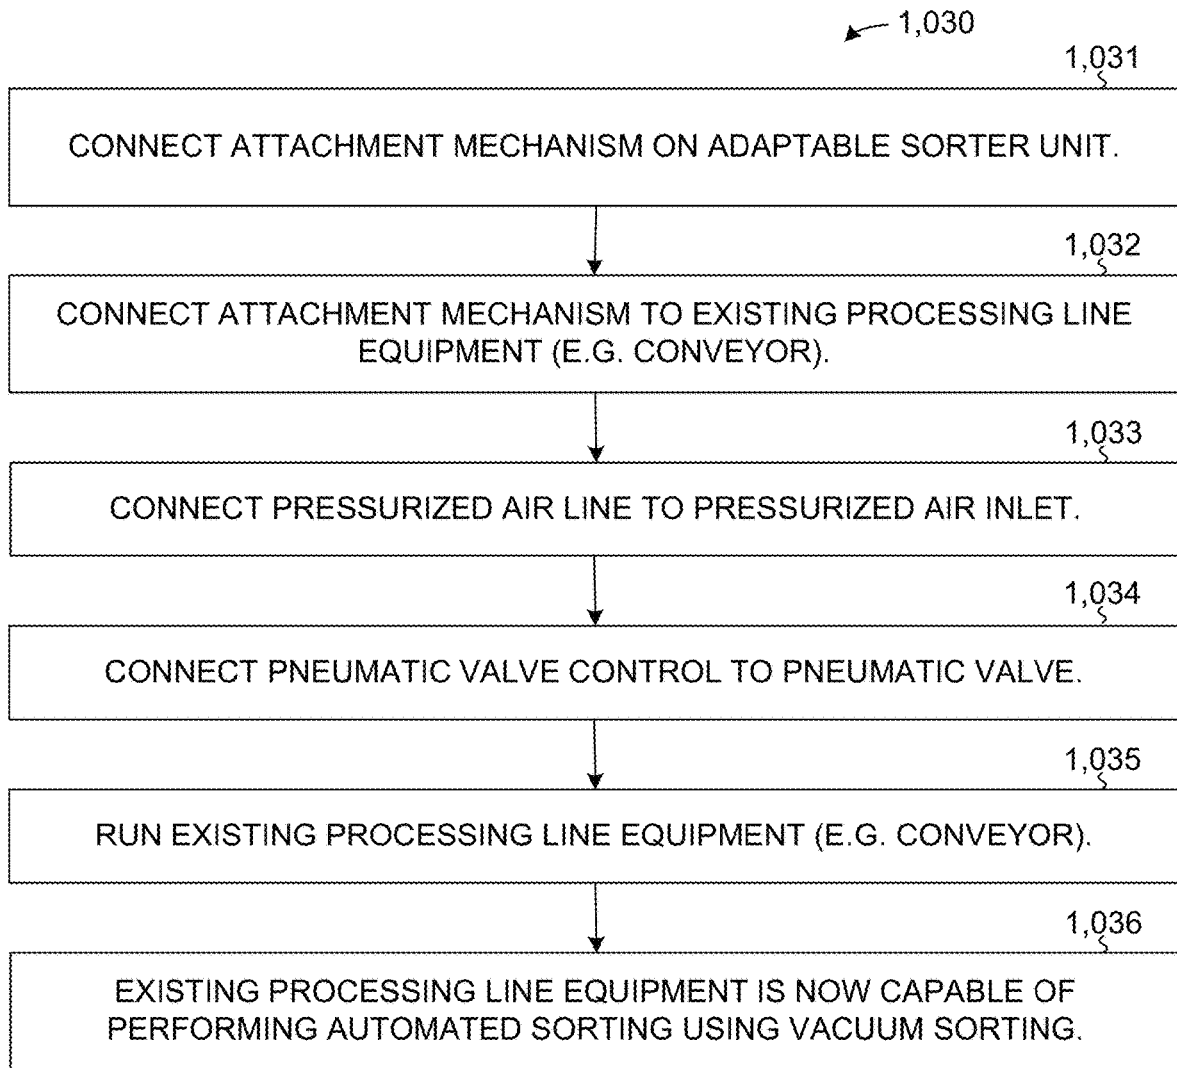 1,030
1,031
CONNECT ATTACHMENT MECHANISM ON ADAPTABLE SORTER UNIT.
1,032
CONNECT ATTACHMENT MECHANISM TO EXISTING PROCESSING LINE
EQUIPMENT (E.G. CONVEYOR).
1,033
CONNECT PRESSURIZED AIR LINE TO PRESSURIZED AIR INLET.
1,034
CONNECT PNEUMATIC VALVE CONTROL TO PNEUMATIC VALVE.
1,035
RUN EXISTING PROCESSING LINE EQUIPMENT (E.G. CONVEYOR).
1,036
EXISTING PROCESSING LINE EQUIPMENT IS NOW CAPABLE OF
PERFORMING AUTOMATED SORTING USING VACUUM SORTING.